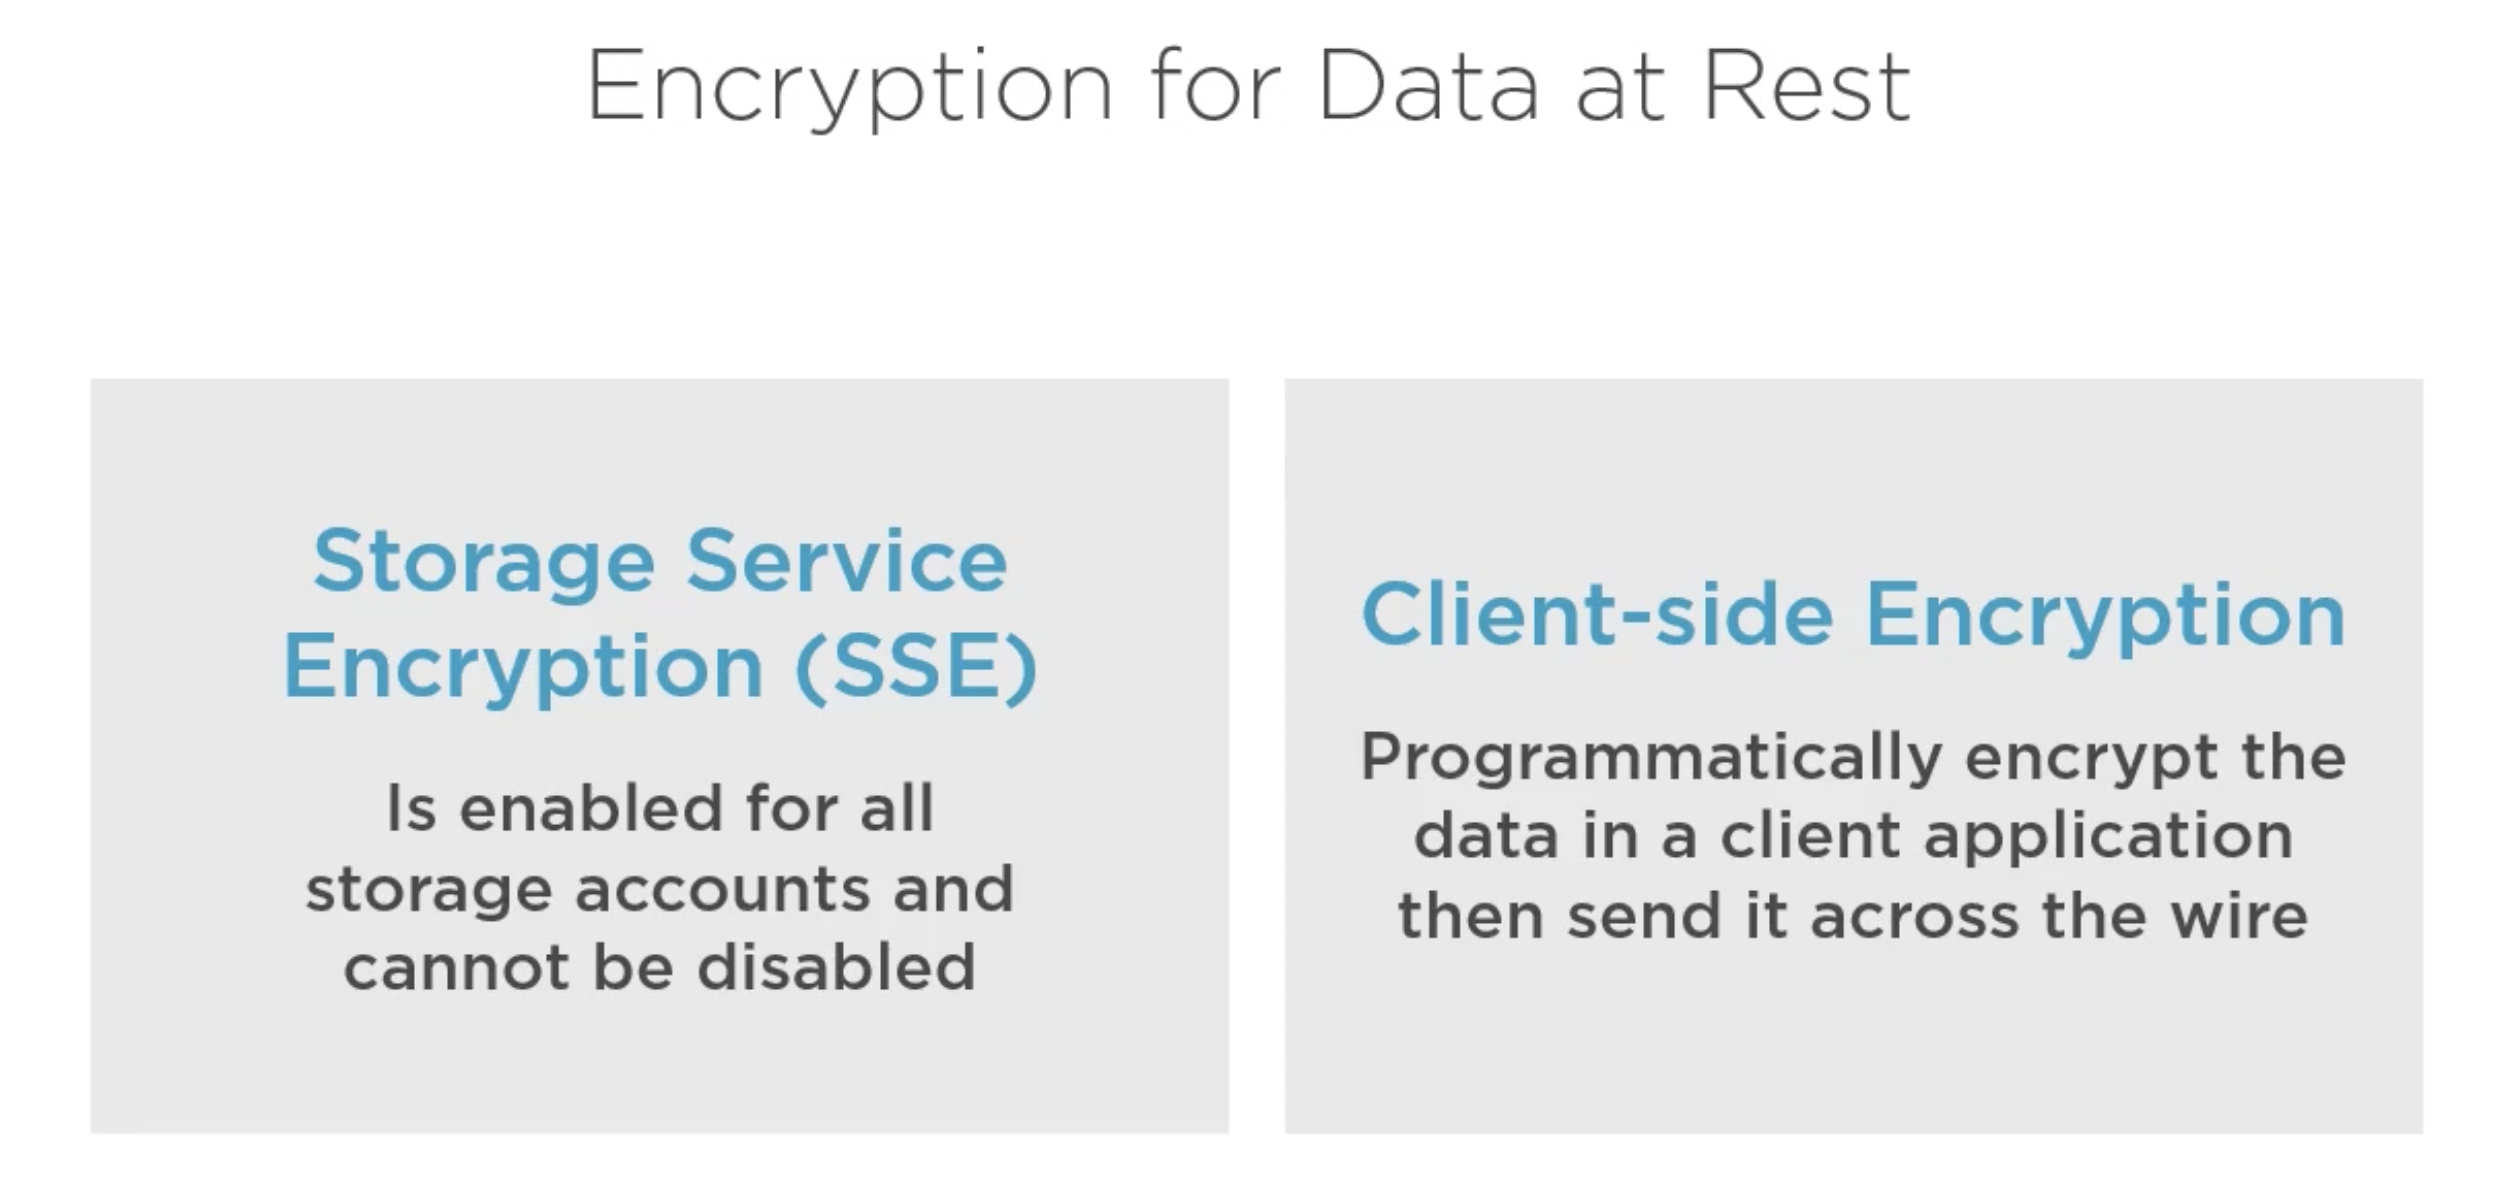 Encryption for Data at Rest
Storage Service
Encryption (SSE)
Is enabled for all
storage accounts and
cannot be disabled
Client-side Encryption
Programmatically encrypt the
data in a client application
then send it across the wire